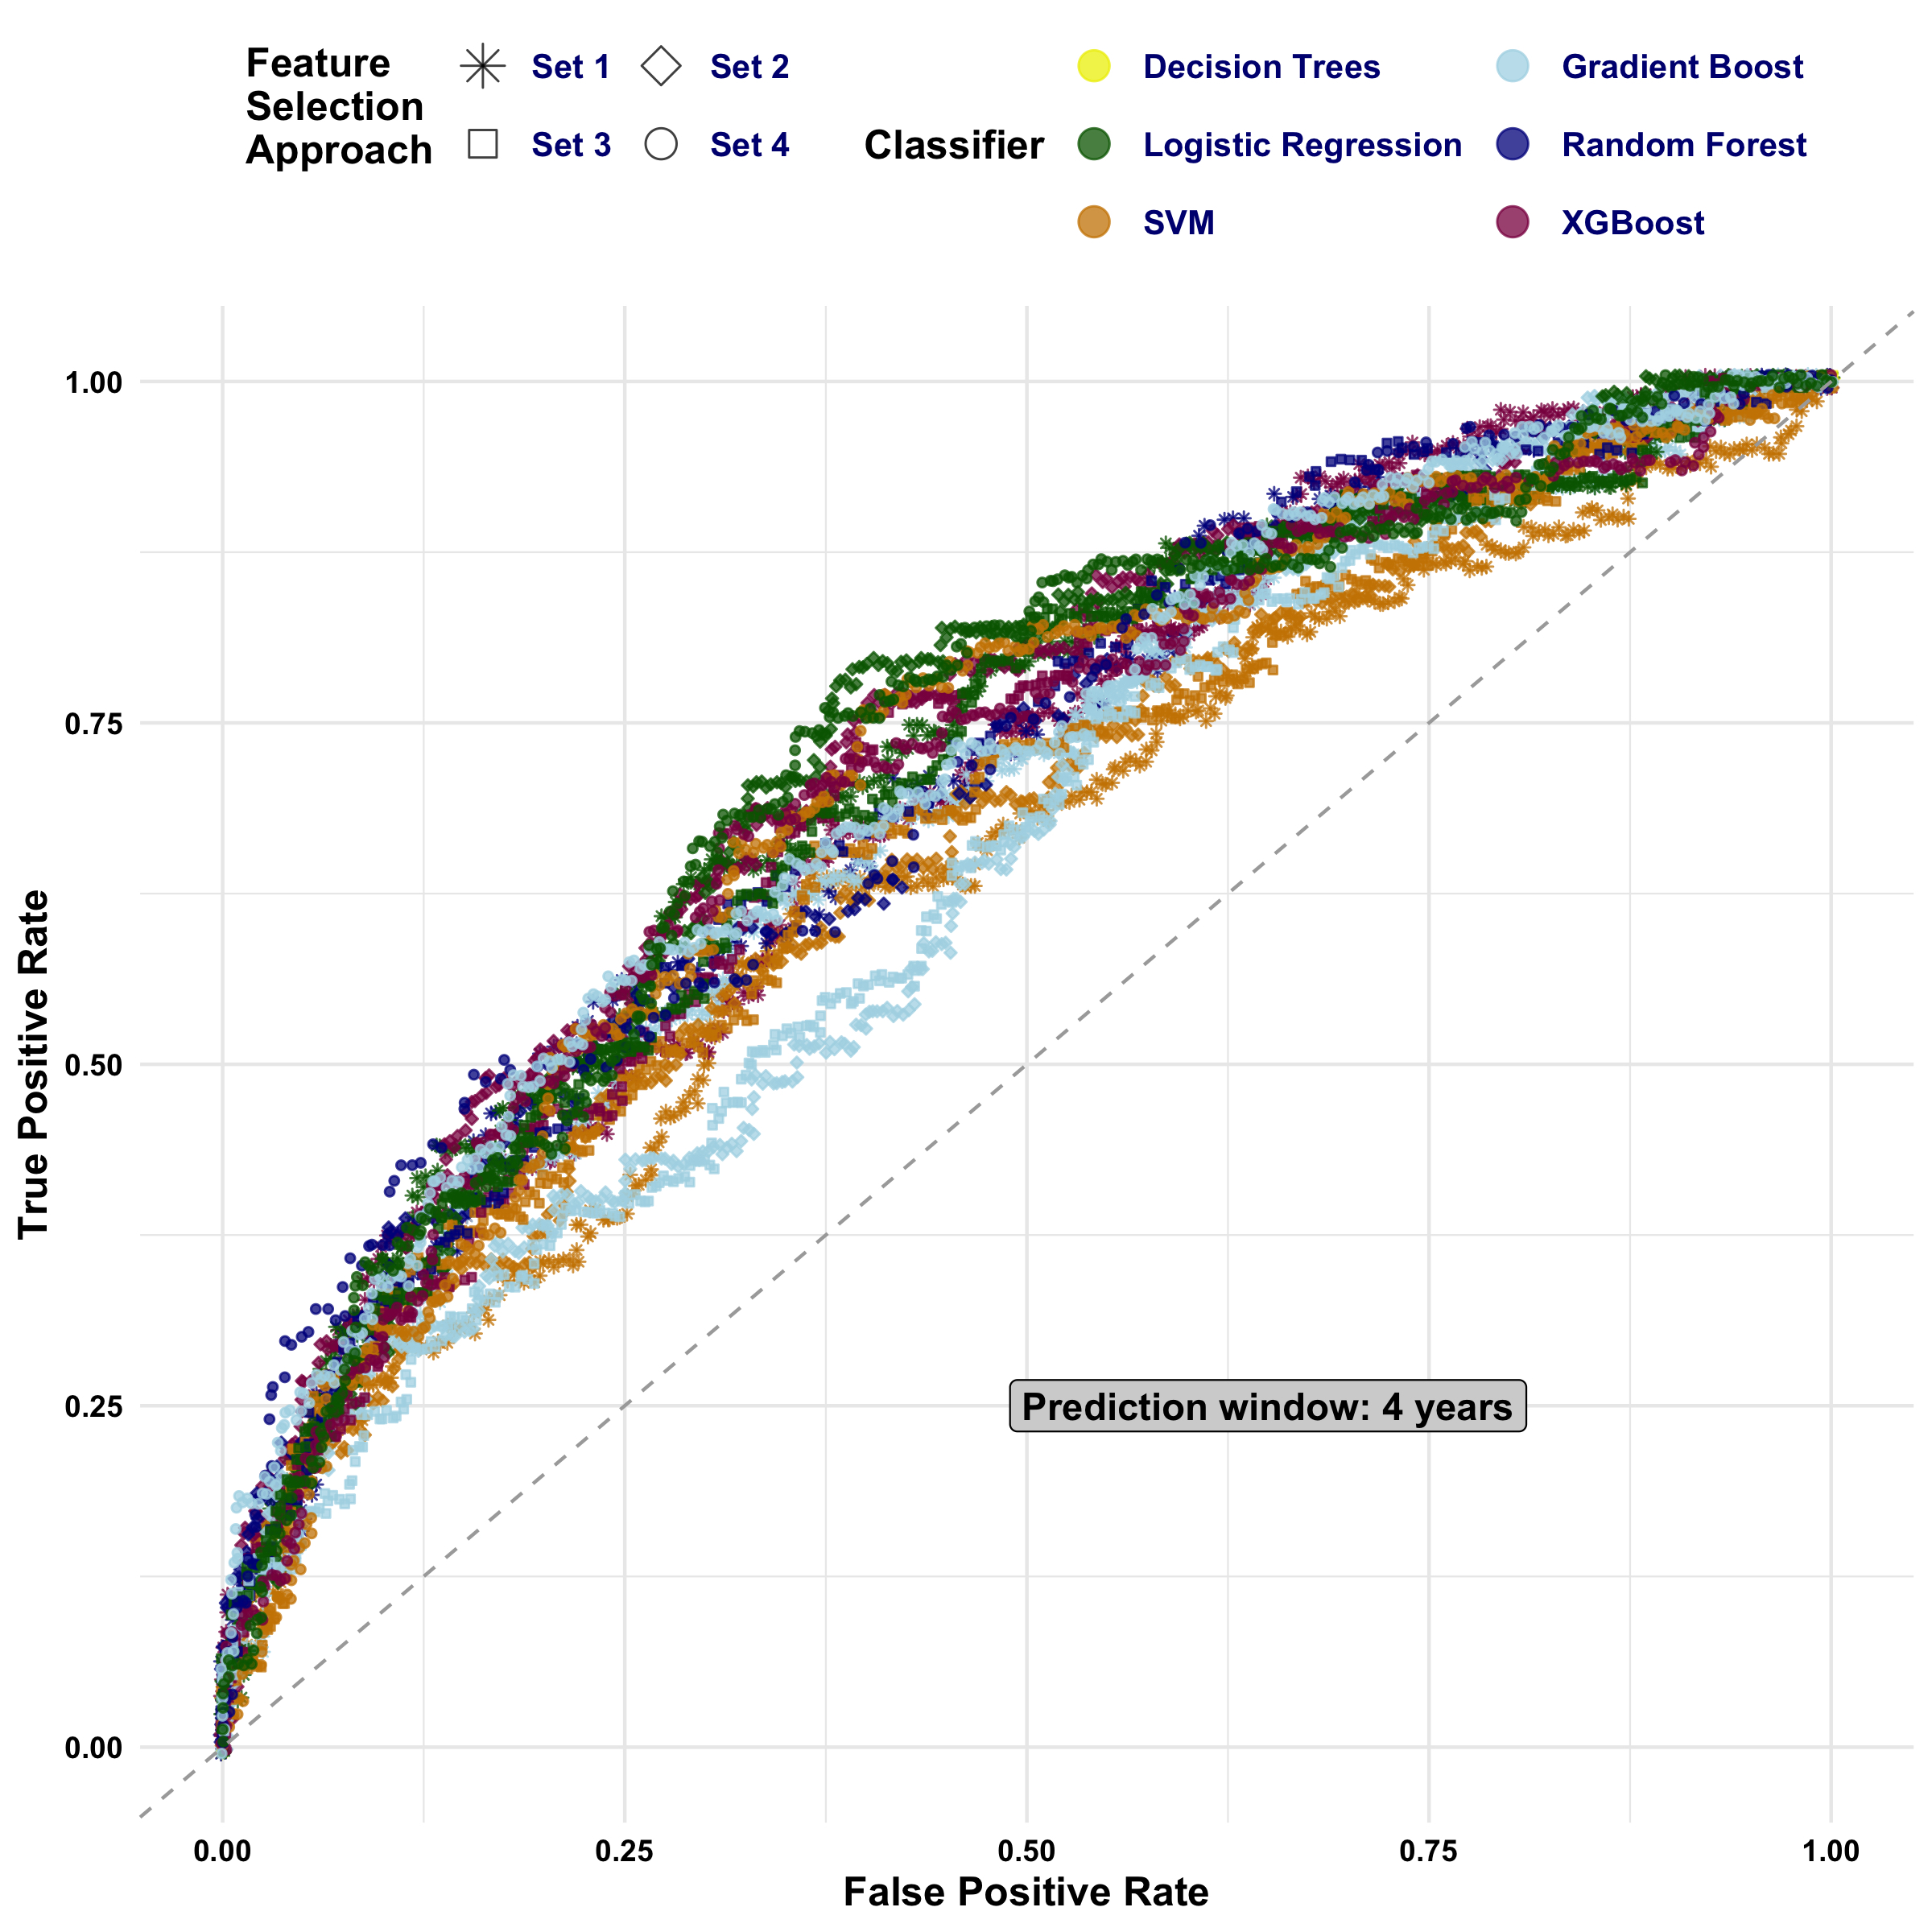 Feature
Selection
Approach
Set 1
Set 2
Set 3
Set 4
Classifier
Decision Trees
Gradient Boost
Logistic Regression
Random Forest
SVM
XGBoost
True Positive Rate
1.00
0.75
0.50
0.25
0.00
Prediction window: 4 years
0.00
0.25
0.50
0.75
1.00
False Positive Rate